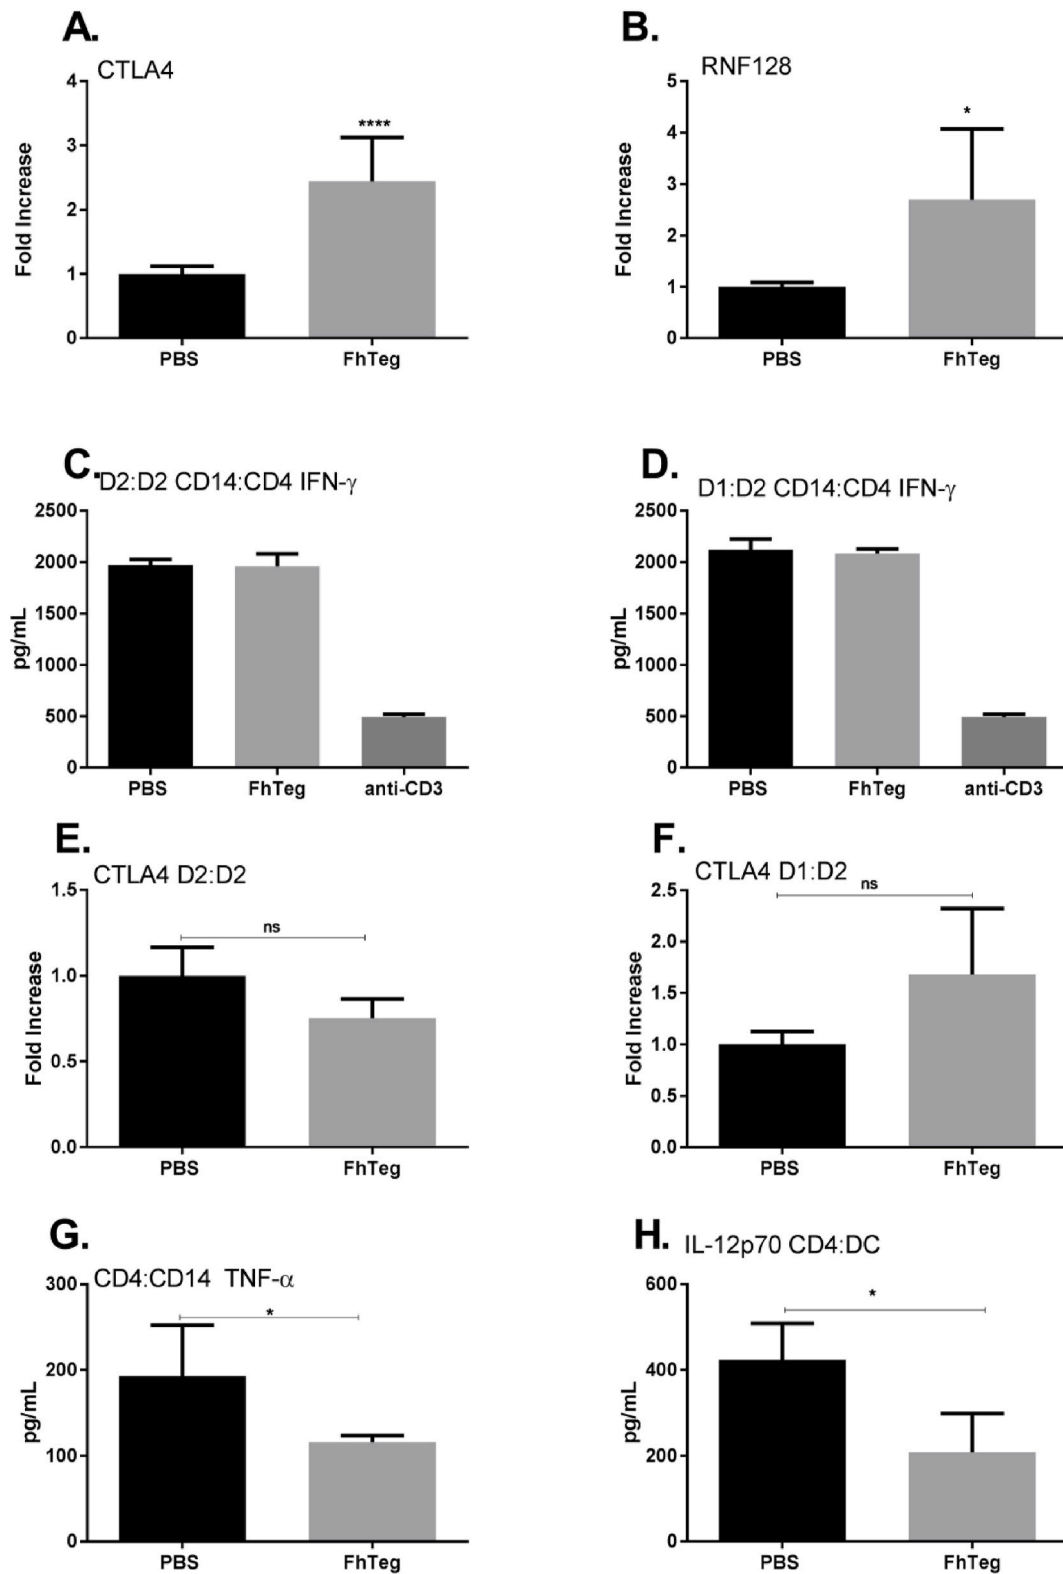 A.
CTLA4
Fold Increase
4
3
2
1
0
****
PBS
FhTeg
B.
RNF128
Fold Increase
5
4
3
2
1
0
*
PBS
FhTeg
C.
D2:D2 CD14:CD4 IFN-γ
pg/mL
2500
2000
1500
1000
500
0
PBS
FhTeg
anti-CD3
D.
D1:D2 CD14:CD4 IFN-γ
pg/mL
2500
2000
1500
1000
500
0
PBS
FhTeg
anti-CD3
E.
CTLA4 D2:D2
Fold Increase
1.5
1.0
0.5
0.0
ns
PBS
FhTeg
F.
CTLA4 D1:D2
Fold Increase
2.5
2.0
1.5
1.0
0.5
0.0
ns
PBS
FhTeg
G.
CD4:CD14 TNF-α
pg/mL
300
200
100
0
*
PBS
FhTeg
H.
IL-12p70 CD4:DC
pg/mL
600
400
200
0
*
PBS
FhTeg